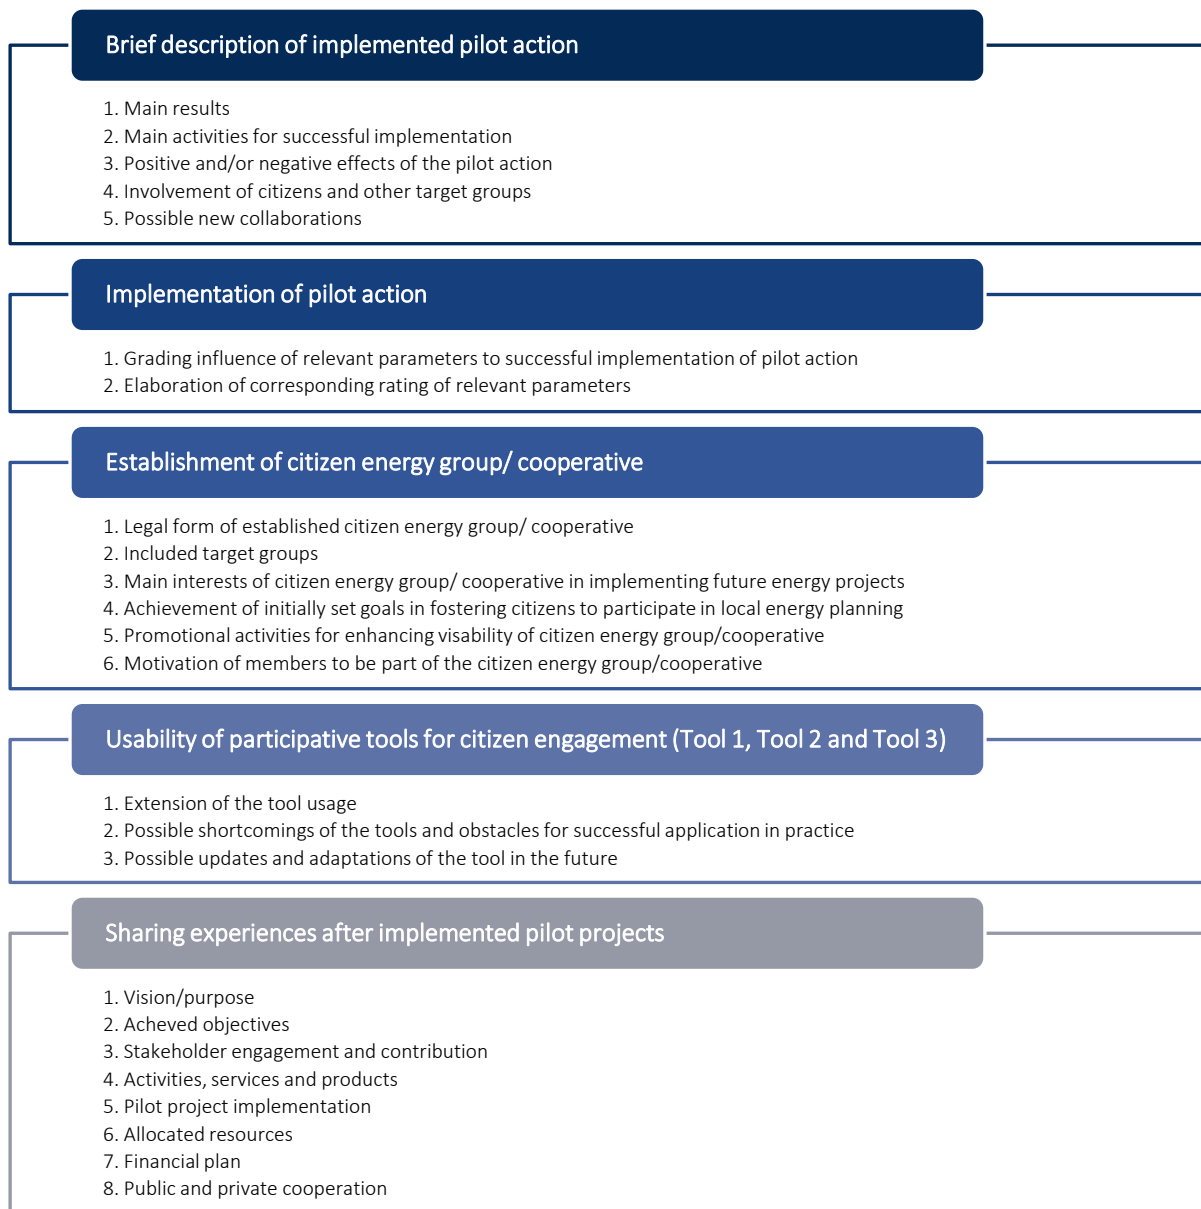 Brief description of implemented pilot action
1. Main results
2. Main activities for successful implementation
3. Positive and/or negative effects of the pilot action
4. Involvement of citizens and other target groups
5. Possible new collaborations
Implementation of pilot action
1. Grading influence of relevant parameters to successful implementation of pilot action
2. Elaboration of corresponding rating of relevant parameters
Establishment of citizen energy group/ cooperative
1. Legal form of established citizen energy group/ cooperative
2. Included target groups
3. Main interests of citizen energy group/ cooperative in implementing future energy projects
4. Achievement of initially set goals in fostering citizens to participate in local energy planning
5. Promotional activities for enhancing visability of citizen energy group/cooperative
6. Motivation of members to be part of the citizen energy group/cooperative
Usability of participative tools for citizen engagement (Tool 1, Tool 2 and Tool 3)
1. Extension of the tool usage
2. Possible shortcomings of the tools and obstacles for successful application in practice
3. Possible updates and adaptations of the tool in the future
Sharing experiences after implemented pilot projects
1. Vision/purpose
2. Acheved objectives
3. Stakeholder engagement and contribution
4. Activities, services and products
5. Pilot project implementation
6. Allocated resources
7. Financial plan
8. Public and private cooperation